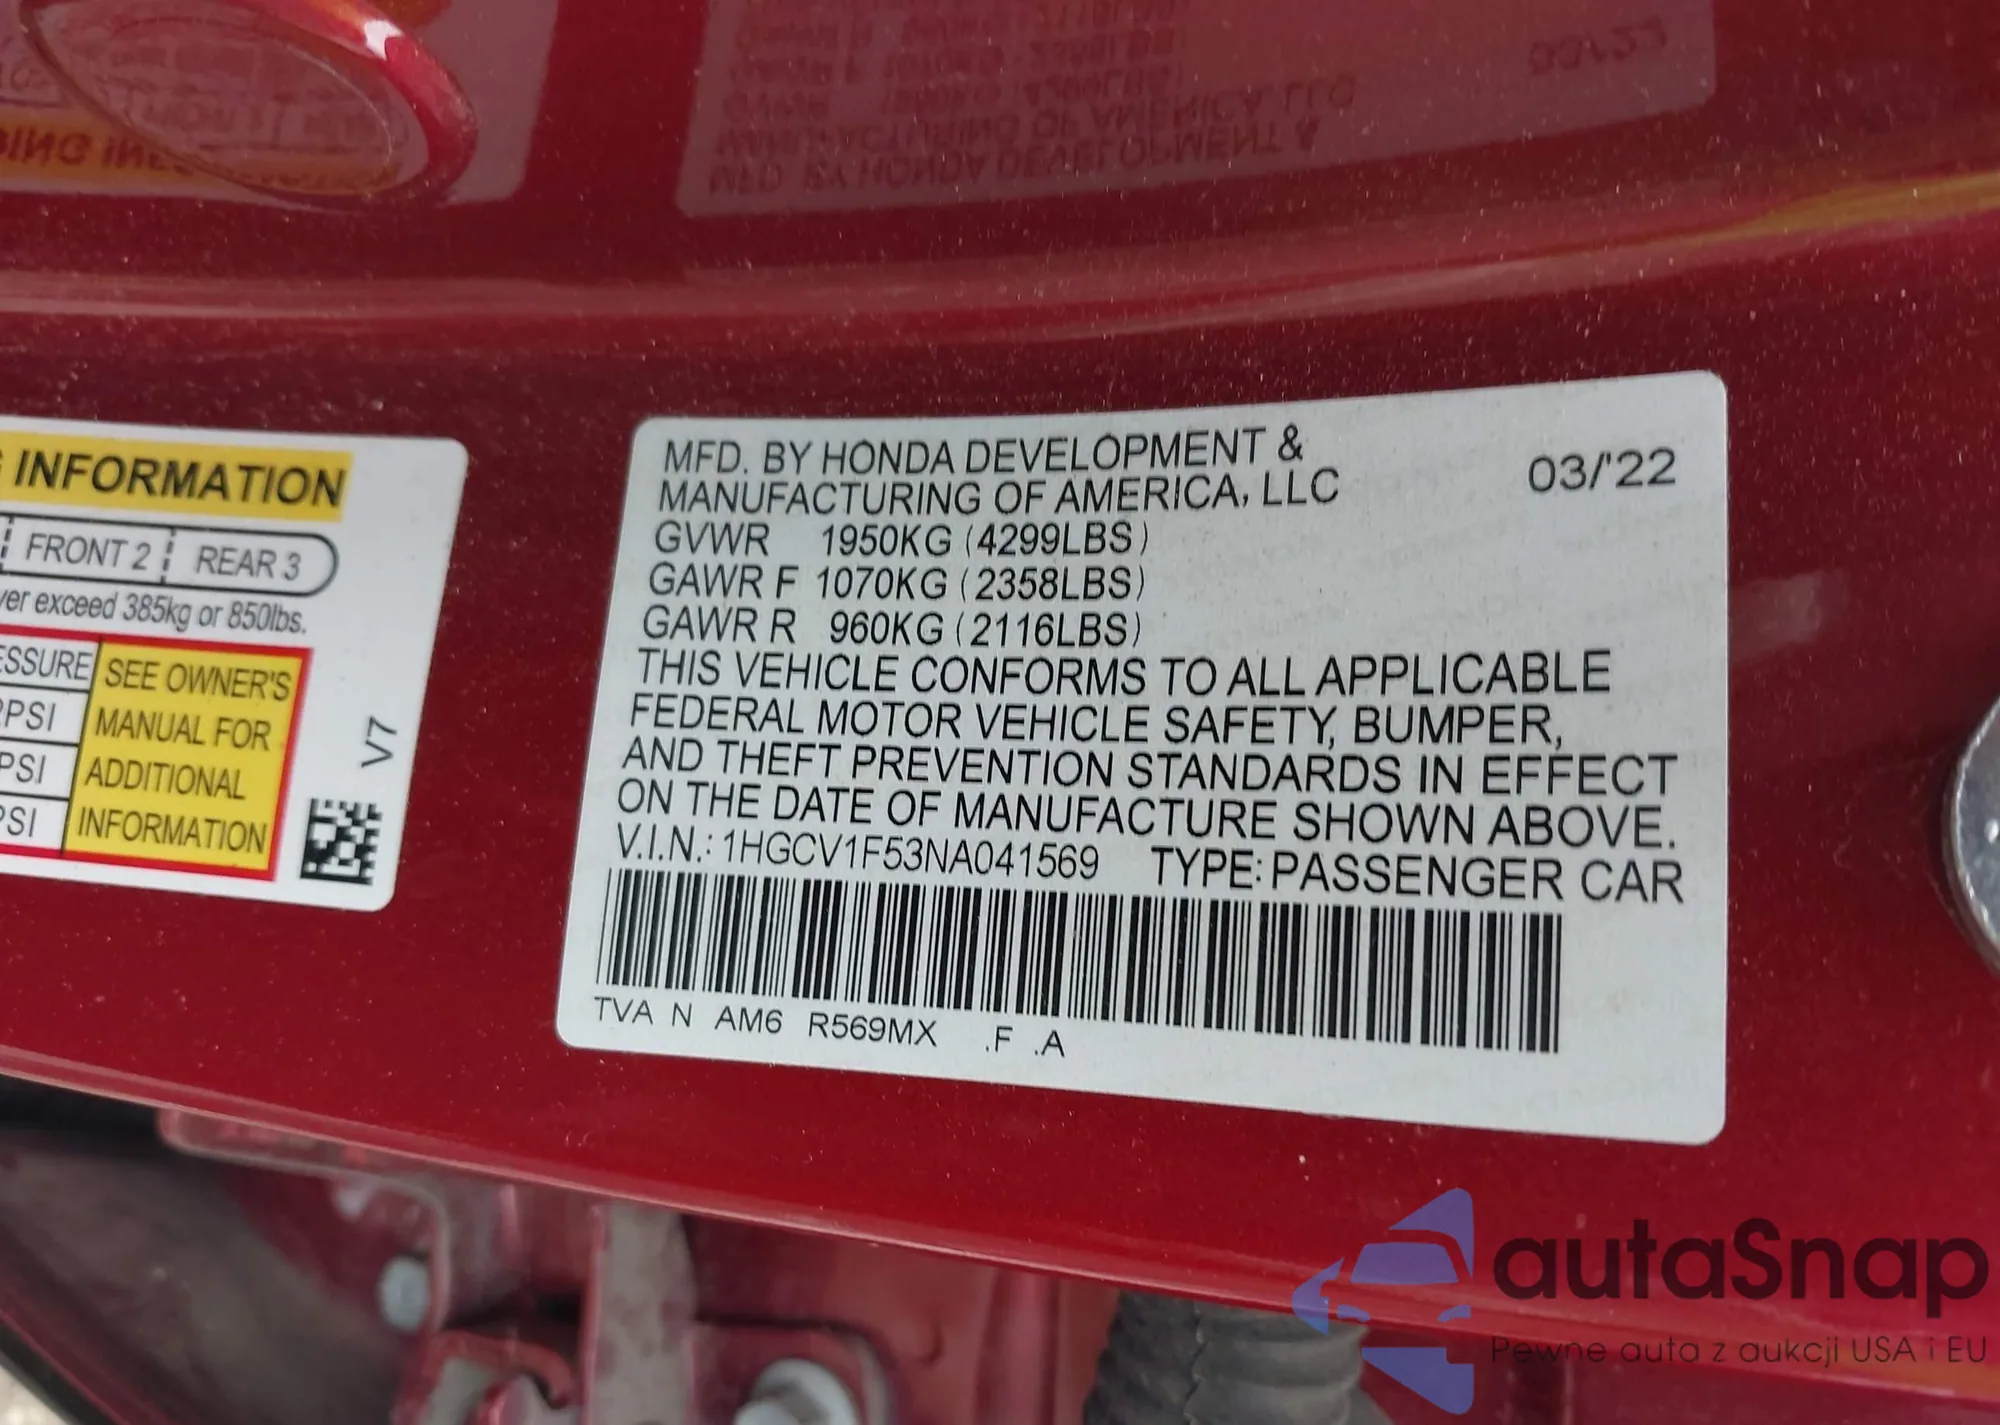 INFORMATION
FRONT 2 REAR 3
ver exceed 385kg or 850lbs.
ESSURE
PSI
PSI
PSI
SEE OWNER'S
MANUAL FOR
ADDITIONAL
INFORMATION
V7
MFD. BY HONDA DEVELOPMENT &
MANUFACTURING OF AMERICA, LLC
03/'22
GVWR 1950KG (4299LBS)
GAWR F 1070KG (2358LBS)
GAWR R 960KG (2116LBS)
THIS VEHICLE CONFORMS TO ALL APPLICABLE
FEDERAL MOTOR VEHICLE SAFETY, BUMPER,
AND THEFT PREVENTION STANDARDS IN EFFECT
ON THE DATE OF MANUFACTURE SHOWN ABOVE.
V.I.N.: 1HGCV1F53NA041569 TYPE: PASSENGER CAR
TVA N AM6 R569MX .F .A
autaSnap
Pewne auta z aukcji USA i EU